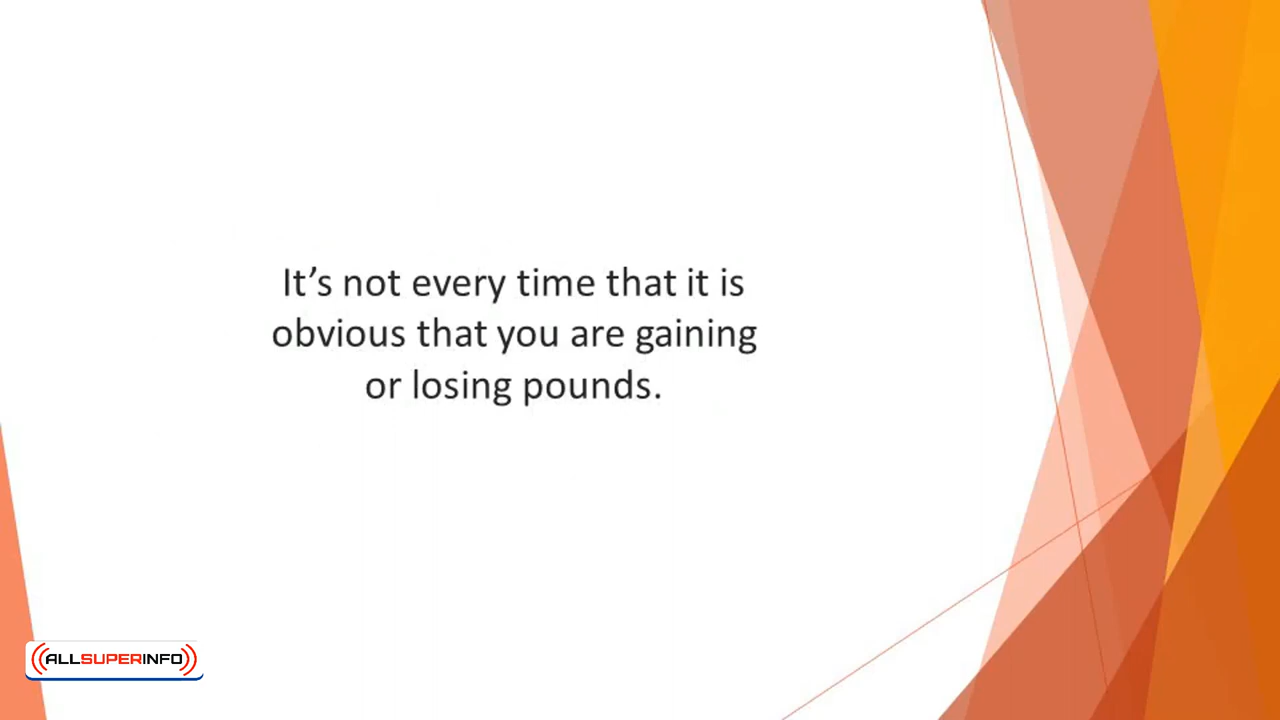 It’s not every time that it is
obvious that you are gaining
or losing pounds.
ALLSUPERINFO